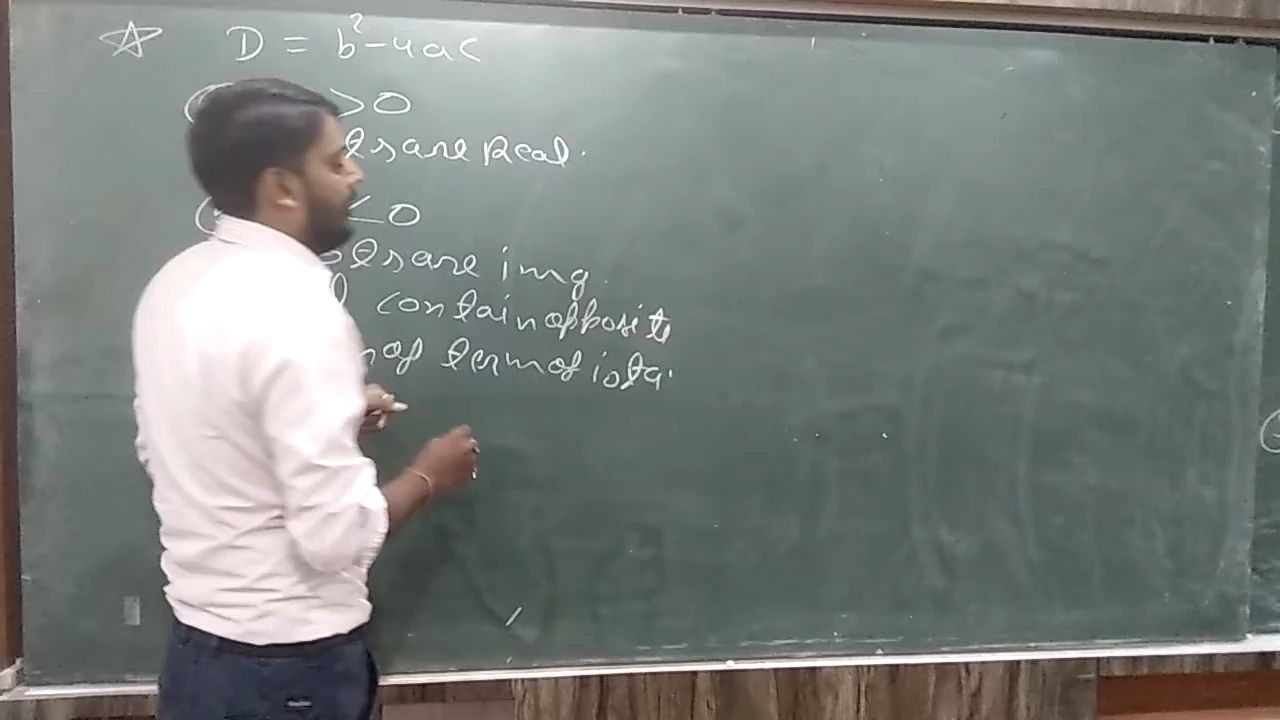 D = b²-4ac
>0
are Real.
<0
are img.
contain opposite
of term of iota.